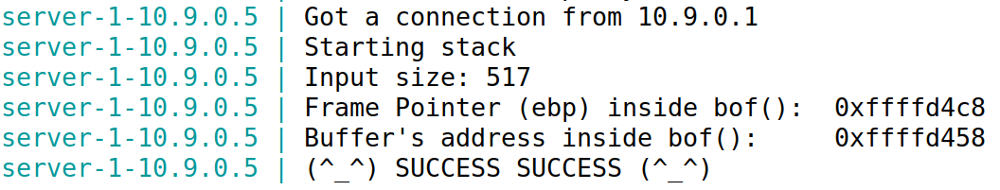 server-1-10.9.0.5 | Got a connection from 10.9.0.1
server-1-10.9.0.5 | Starting stack
server-1-10.9.0.5 | Input size: 517
server-1-10.9.0.5 | Frame Pointer (ebp) inside bof():  0xffffd4c8
server-1-10.9.0.5 | Buffer's address inside bof():     0xffffd458
server-1-10.9.0.5 | (^_^) SUCCESS SUCCESS (^_^)